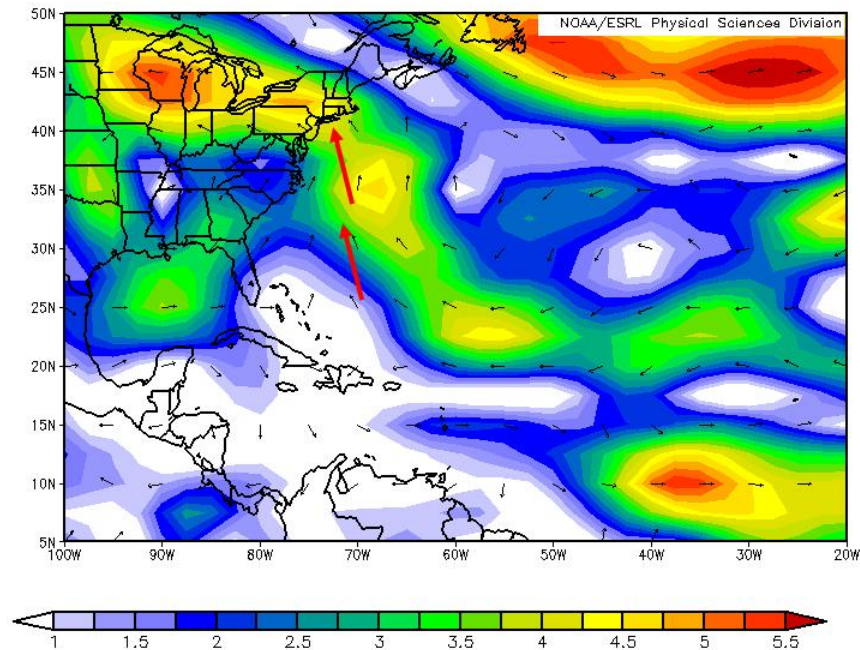 NOAA/ESRL Physical Sciences Division
50N
45N
40N
35N
30N
25N
20N
15N
10N
5N
100W 90W 80W 70W 60W 50W 40W 30W 20W
1 1.5 2 2.5 3 3.5 4 4.5 5 5.5